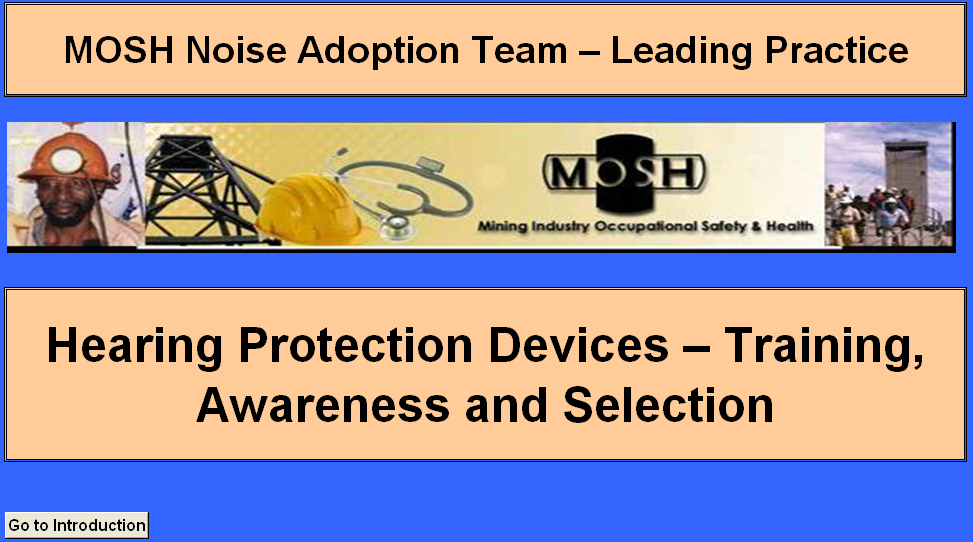 MOSH Noise Adoption Team – Leading Practice
MOSH
Mining Industry Occupational Safety & Health
Hearing Protection Devices – Training,
Awareness and Selection
Go to Introduction